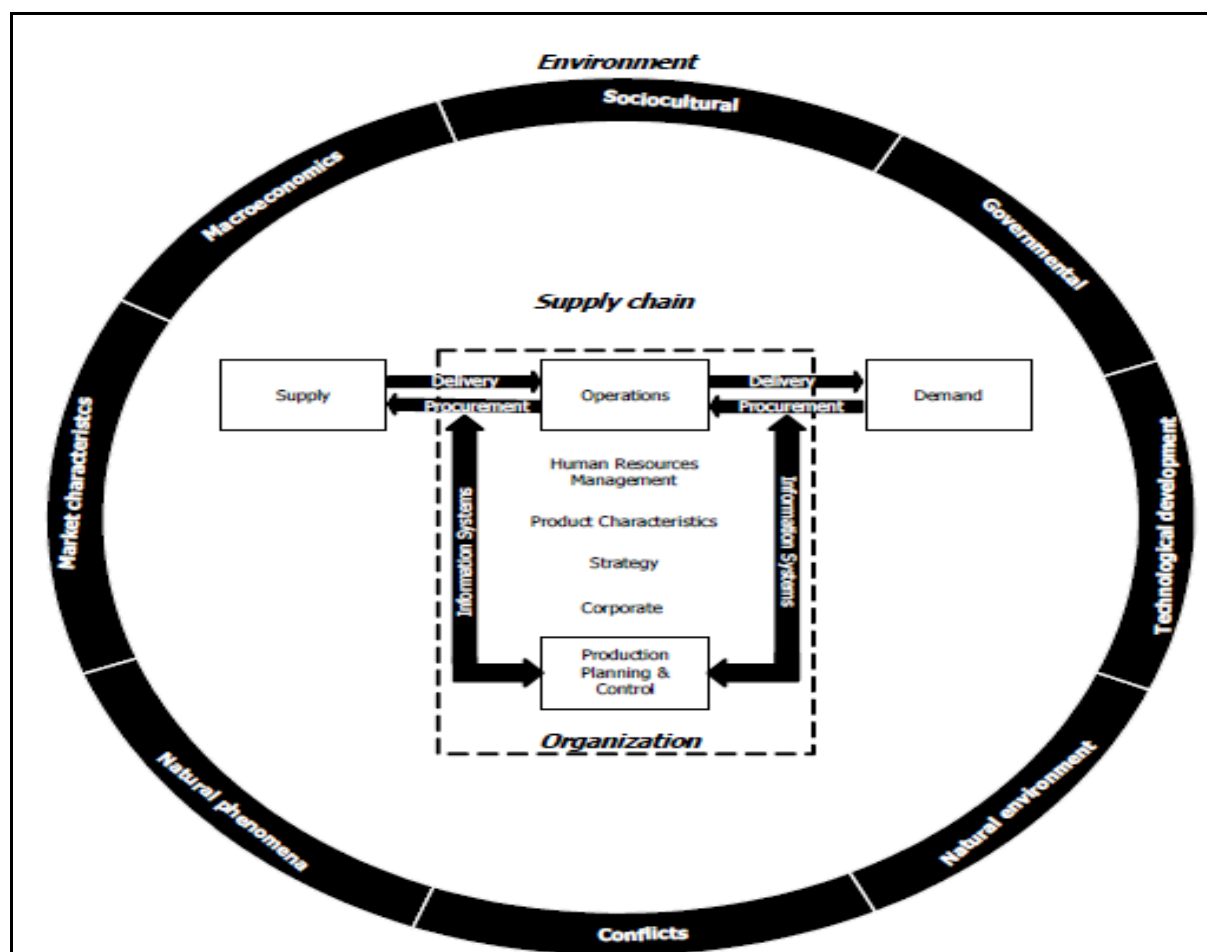 Environment
Sociocultural
Macroeconomics
Governmental
Supply chain
Supply
Delivery
Procurement
Operations
Delivery
Procurement
Demand
Market characteristcs
Technological development
Information Systems
Human Resources
Management
Product Characteristics
Strategy
Corporate
Information Systems
Production
Planning &
Control
Organization
Natural phenomena
Natural environment
Conflicts